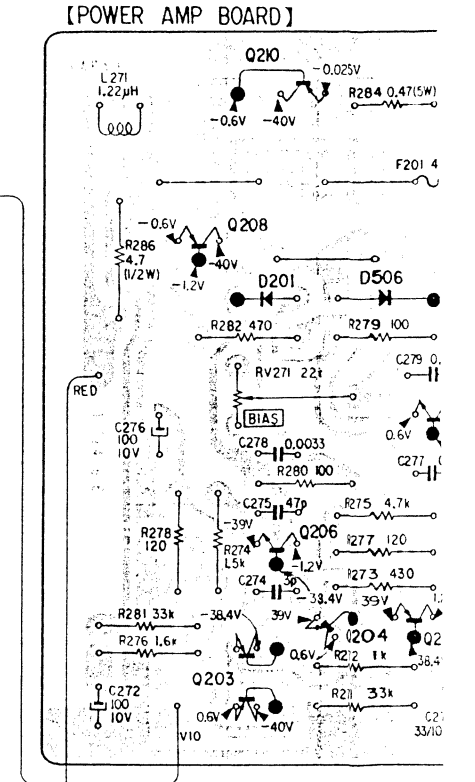 【POWER AMP BOARD】
Q210
L271
1.22μH
-0.025V
R284 0.47(5W)
-0.6V
-40V
F201 4
-0.6V
Q208
R286
4.7
(1/2W)
-40V
-1.2V
D201
D506
R282 470
R279 100
C279 0.
RV271 22k
RED
BIAS
C276
100
10V
0.6V
C278
0.0033
C277
R280 100
C275
47p
R275 4.7k
-39V
Q206
R278
120
R274
1.5k
R277 120
-1.2V
C274
R273 430
-38.4V
R281 33k
-38.4V
39V
39V
R276 1.6k
Q204
Q2
0.6V
38.4
1k
Q203
C272
100
10V
33k
0.6V
-40V
V10
33/10